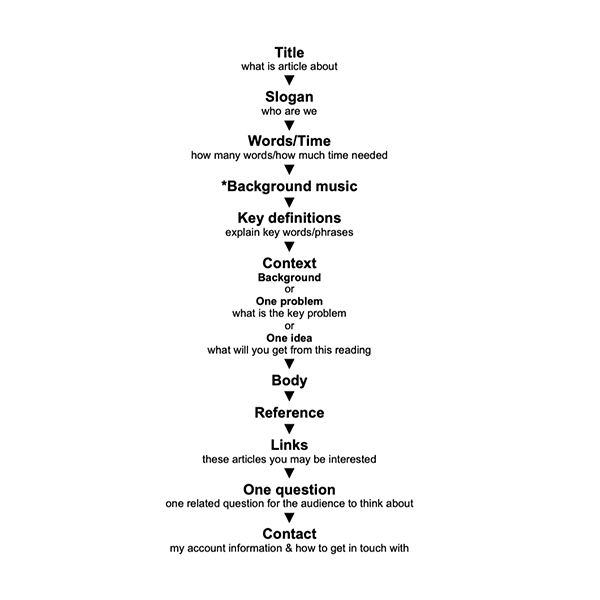 Title
what is article about
Slogan
who are we
Words/Time
how many words/how much time needed
*Background music
Key definitions
explain key words/phrases
Context
Background
or
One problem
what is the key problem
or
One idea
what will you get from this reading
Body
Reference
Links
these articles you may be interested
One question
one related question for the audience to think about
Contact
my account information & how to get in touch with